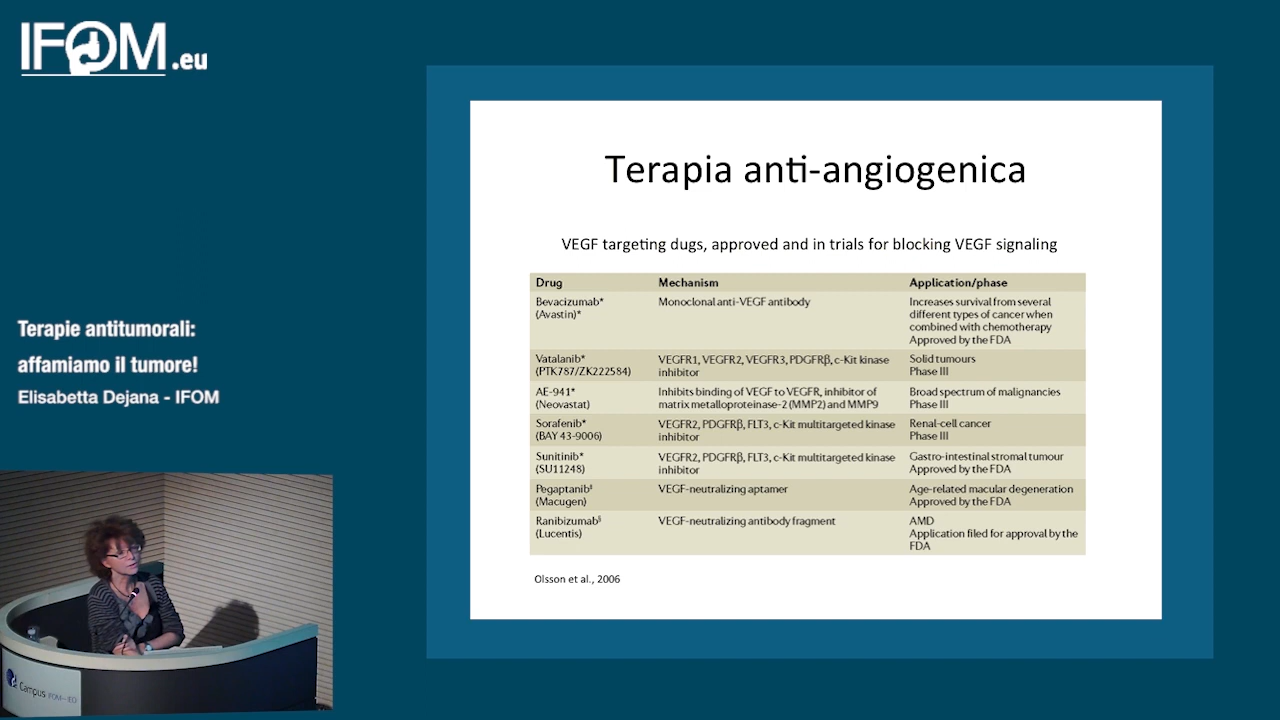 IFOM.eu
Terapie antitumorali:
affamiamo il tumore!
Elisabetta Dejana - IFOM
Campus IFOM-IEO
Terapia anti-angiogenica
VEGF targeting dugs, approved and in trials for blocking VEGF signaling
Drug Mechanism Application/phase
Bevacizumab* Monoclonal anti-VEGF antibody Increases survival from several
(Avastin)* different types of cancer when
combined with chemotherapy
Approved by the FDA
Vatalanib* VEGFR1, VEGFR2, VEGFR3, PDGFRβ, c-Kit kinase Solid tumours
(PTK787/ZK222584) inhibitor Phase III
AE-941* Inhibits binding of VEGF to VEGFR, inhibitor of Broad spectrum of malignancies
(Neovastat) matrix metalloproteinase-2 (MMP2) and MMP9 Phase III
Sorafenib* VEGFR2, PDGFRβ, FLT3, c-Kit multitargeted kinase Renal-cell cancer
(BAY 43-9006) inhibitor Phase III
Sunitinib* VEGFR2, PDGFRβ, FLT3, c-Kit multitargeted kinase Gastro-intestinal stromal tumour
(SU11248) inhibitor Approved by the FDA
Pegaptanib‡ VEGF-neutralizing aptamer Age-related macular degeneration
(Macugen) Approved by the FDA
Ranibizumab§ VEGF-neutralizing antibody fragment AMD
(Lucentis) Application filed for approval by the
FDA
Olsson et al., 2006